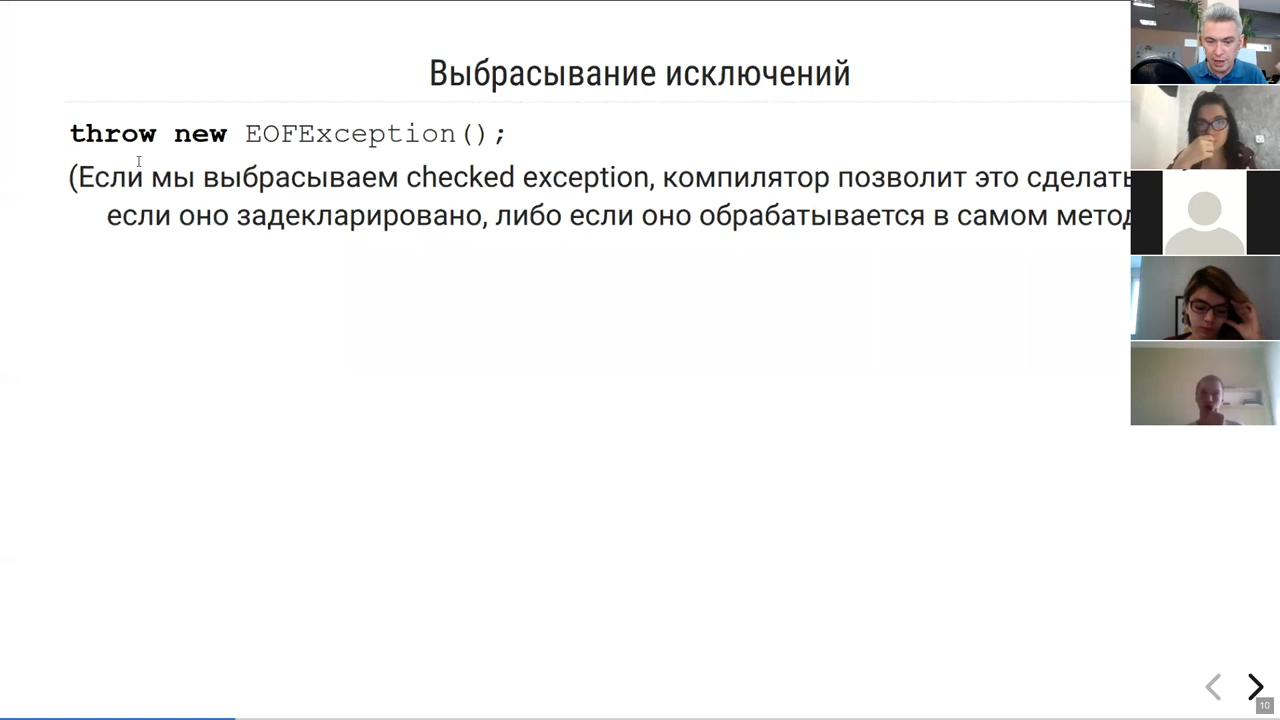 Выбрасывание исключений
throw new EOFException();
(Если мы выбрасываем checked exception, компилятор позволит это сделать
если оно задекларировано, либо если оно обрабатывается в самом
10